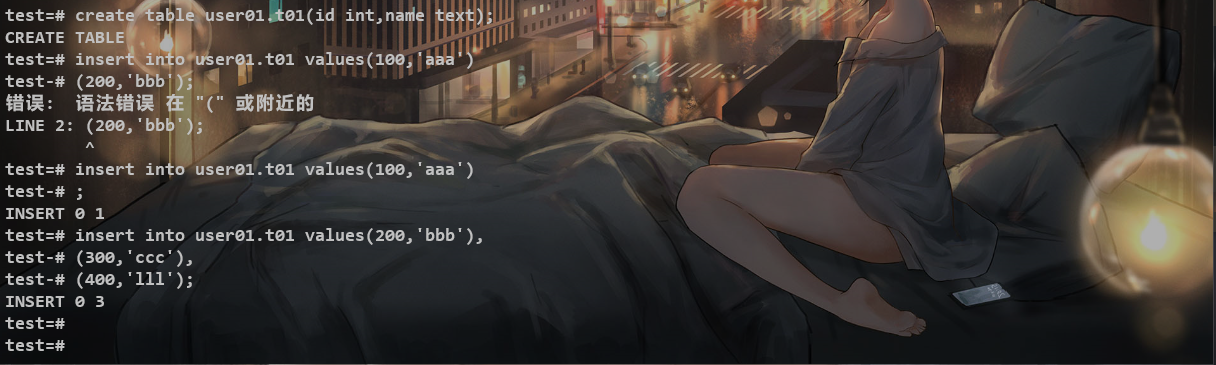 test=# create table user01.t01(id int,name text);
CREATE TABLE
test=# insert into user01.t01 values(100,'aaa')
test-# (200,'bbb');
错误:  语法错误 在 "(" 或附近的
LINE 2: (200,'bbb');
        ^
test=# insert into user01.t01 values(100,'aaa')
test-# ;
INSERT 0 1
test=# insert into user01.t01 values(200,'bbb'),
test-# (300,'ccc'),
test-# (400,'lll');
INSERT 0 3
test=#
test=#